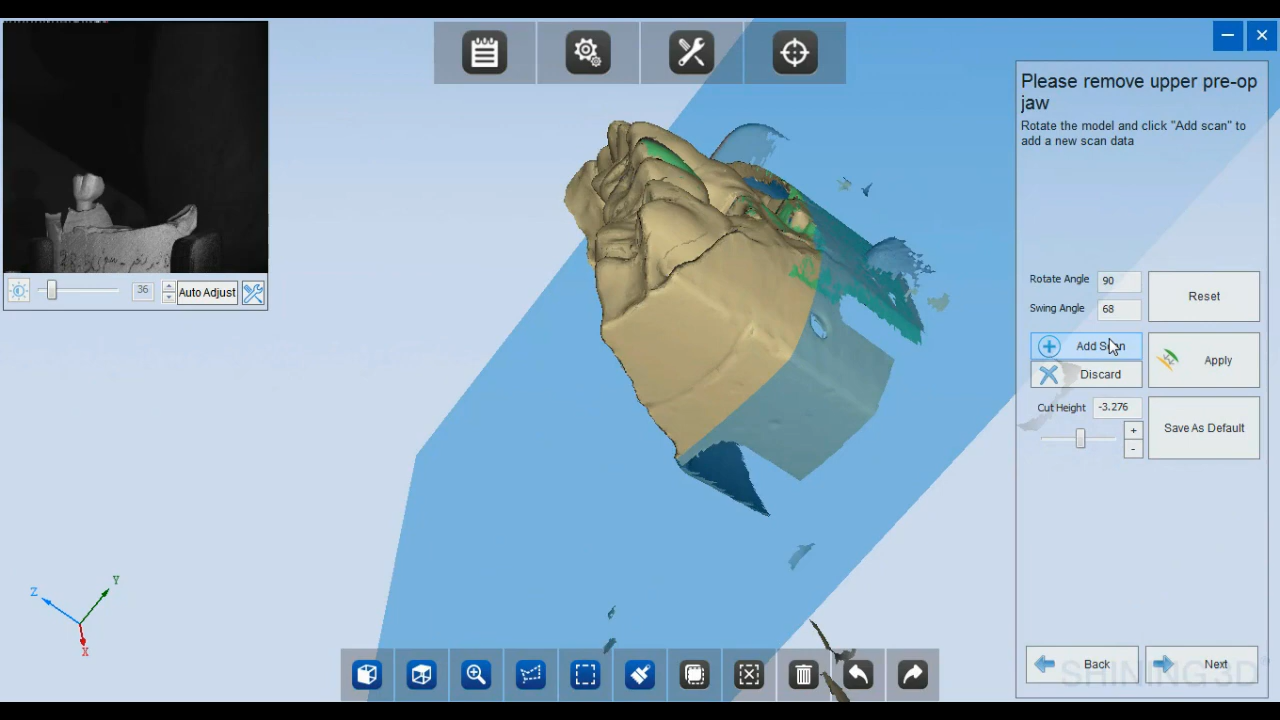 Please remove upper pre-op
jaw
Rotate the model and click "Add scan" to
add a new scan data
36
Auto Adjust
Rotate Angle 90
Reset
Swing Angle 68
Add Scan
Apply
Discard
Cut Height -3.276
Save As Default
+
-
Z
Y
X
Back
Next
SHINING3D